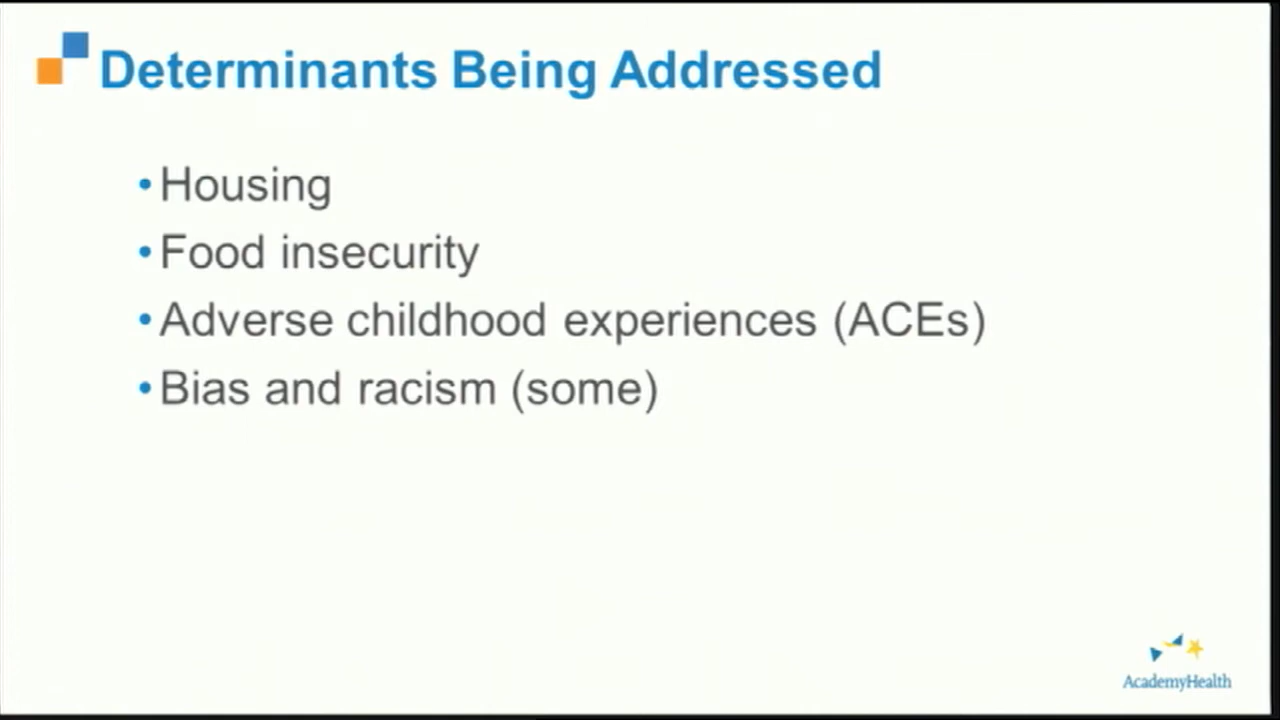 Determinants Being Addressed
•Housing
•Food insecurity
•Adverse childhood experiences (ACEs)
•Bias and racism (some)
AcademyHealth